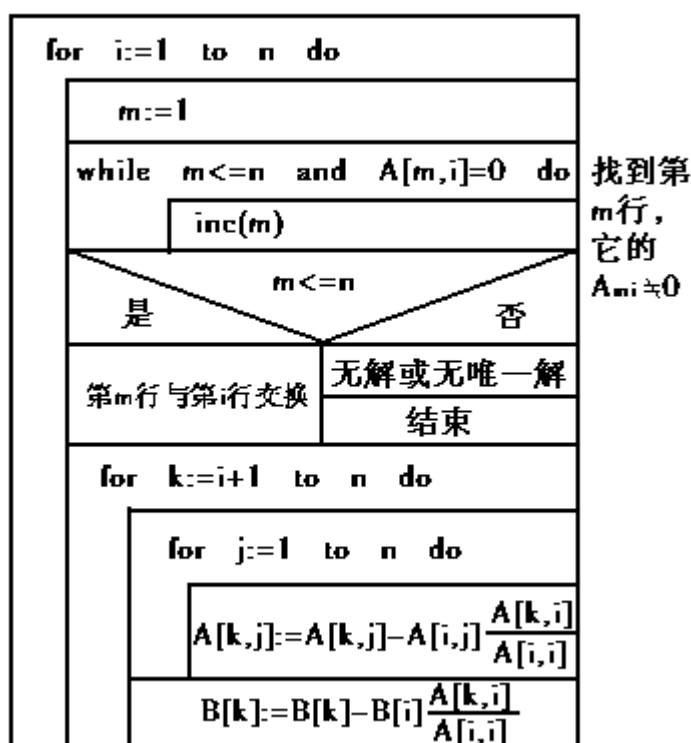 for i:=1 to n do
m:=1
while m<=n and A[m,i]=0 do
inc(m)
找到第
m行，
它的
Ami≒0
m<=n
是
否
第m行与第i行交换
无解或无唯一解
结束
for k:=i+1 to n do
for j:=1 to n do
A[k,j]:=A[k,j]-A[i,j] A[k,i]/A[i,i]
B[k]:=B[k]-B[i] A[k,i]/A[i,i]